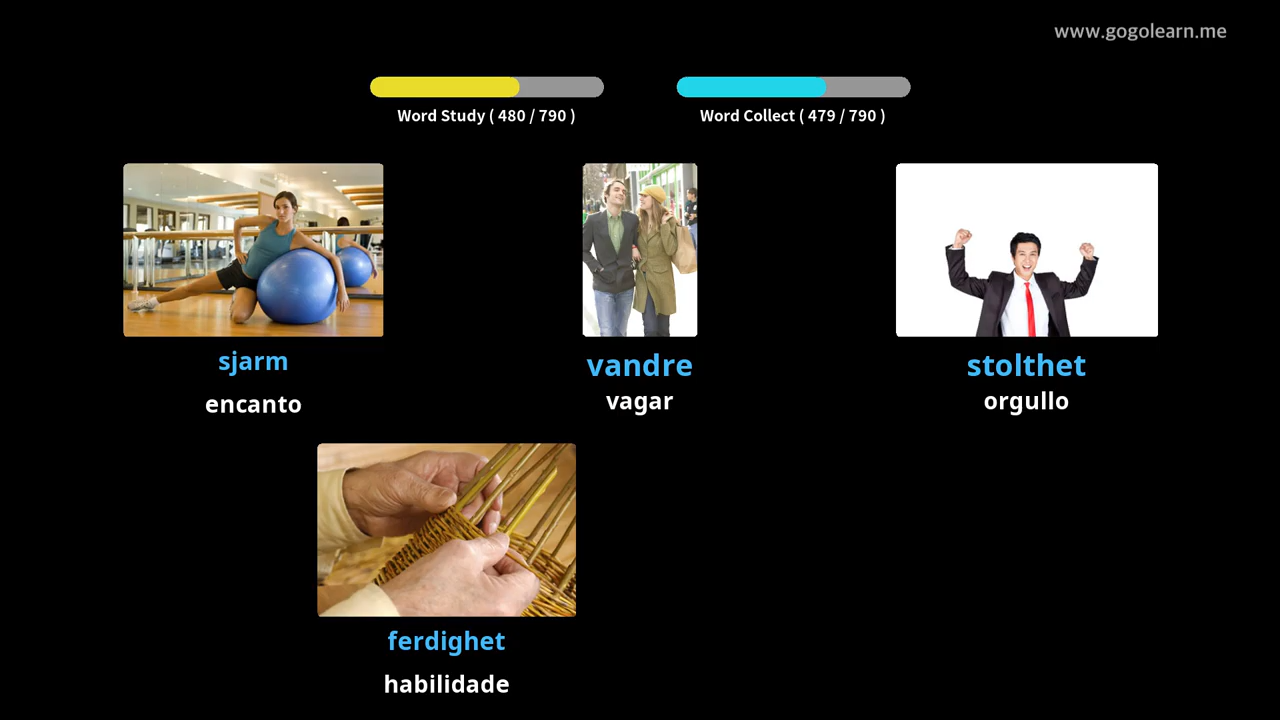 www.gogolearn.me
Word Study ( 480 / 790 )
Word Collect ( 479 / 790 )
sjarm
encanto
vandre
vagar
stolthet
orgullo
ferdighet
habilidade